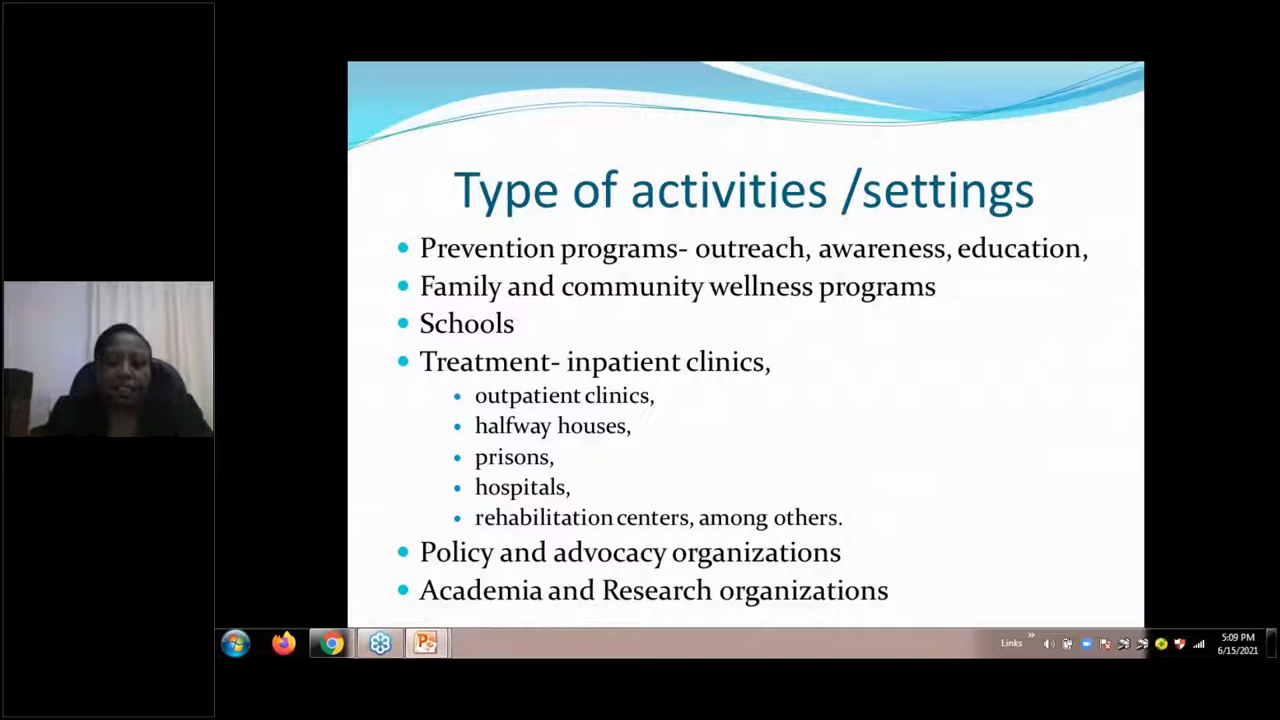 Type of activities /settings
Prevention programs- outreach, awareness, education,
Family and community wellness programs
Schools
Treatment- inpatient clinics,
outpatient clinics,
halfway houses,
prisons,
hospitals,
rehabilitation centers, among others.
Policy and advocacy organizations
Academia and Research organizations
Links
5:09 PM
6/15/2021